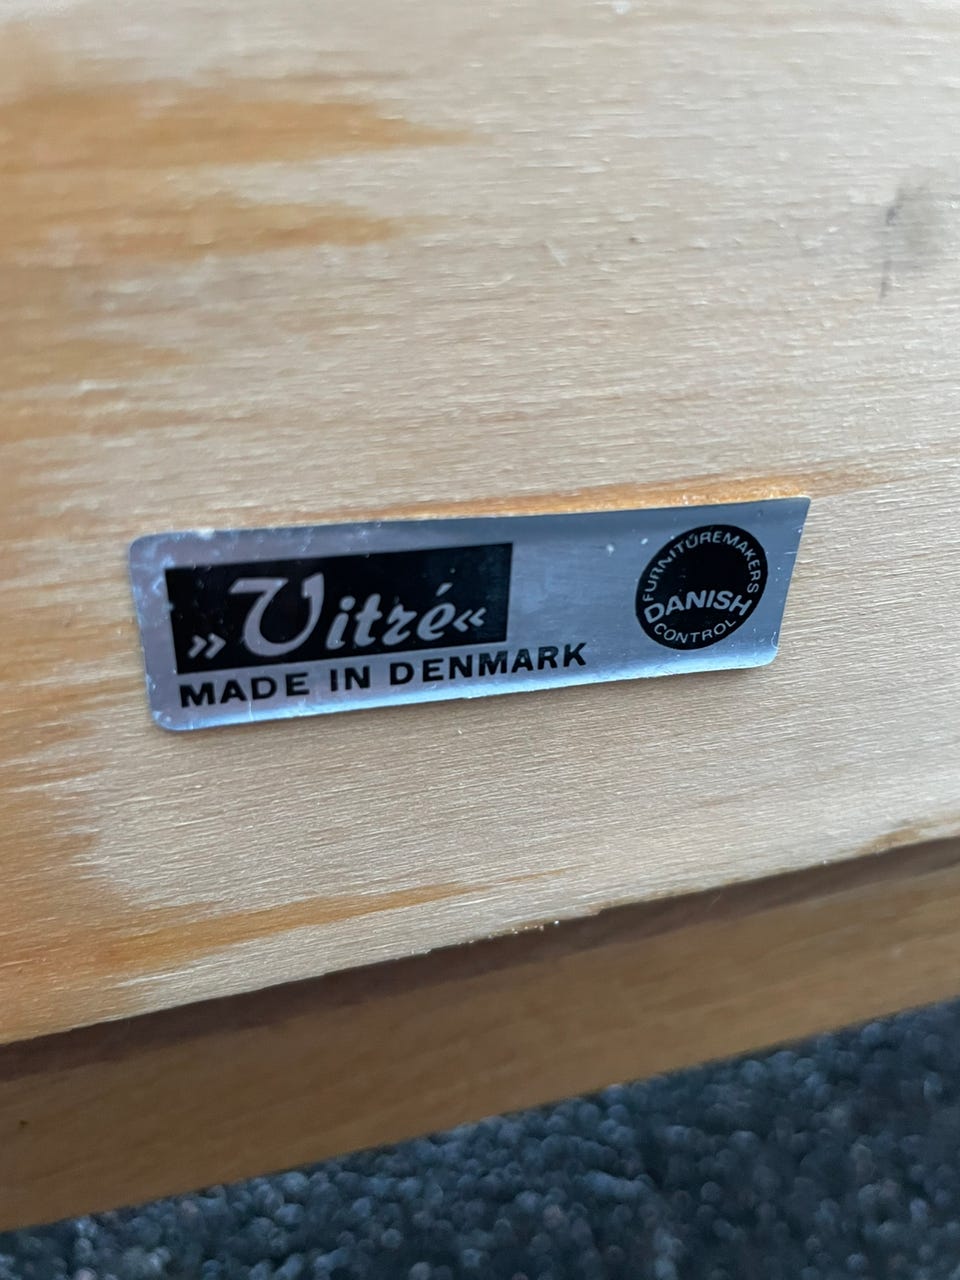 »Vitré«
MADE IN DENMARK
FURNITUREMAKERS
DANISH
CONTROL